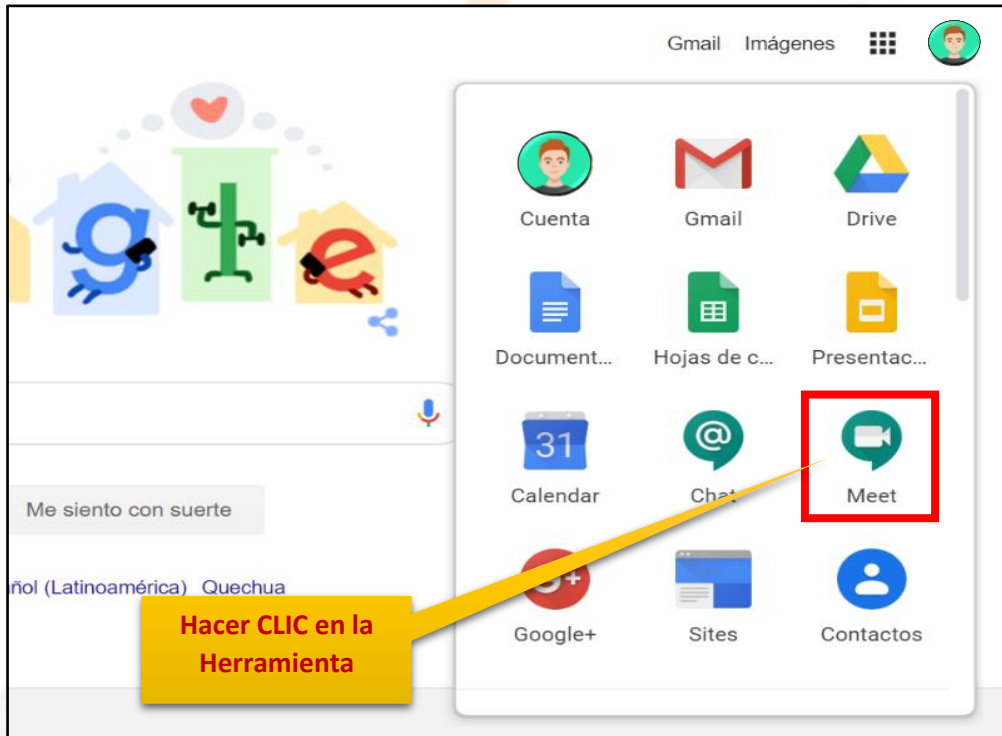 Gmail Imágenes
Cuenta Gmail Drive
Document... Hojas de c... Presentac...
31
@
Calendar Chat Meet
Me siento con suerte
ñol (Latinoamérica) Quechua
Hacer CLIC en la
Herramienta
Google+ Sites Contactos